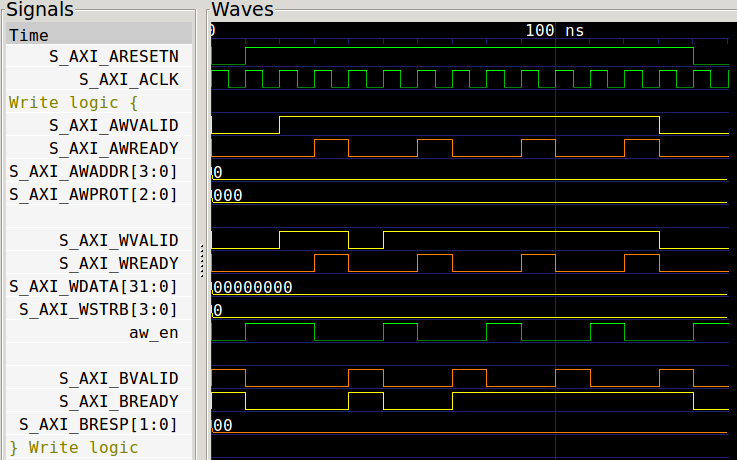 Signals Waves
Time 0 100 ns
S_AXI_ARESETN
S_AXI_ACLK
Write logic {
S_AXI_AWVALID
S_AXI_AWREADY
S_AXI_AWADDR[3:0] 0
S_AXI_AWPROT[2:0] 000
S_AXI_WVALID
S_AXI_WREADY
S_AXI_WDATA[31:0] 00000000
S_AXI_WSTRB[3:0] 0
aw_en
S_AXI_BVALID
S_AXI_BREADY
S_AXI_BRESP[1:0] 00
} Write logic